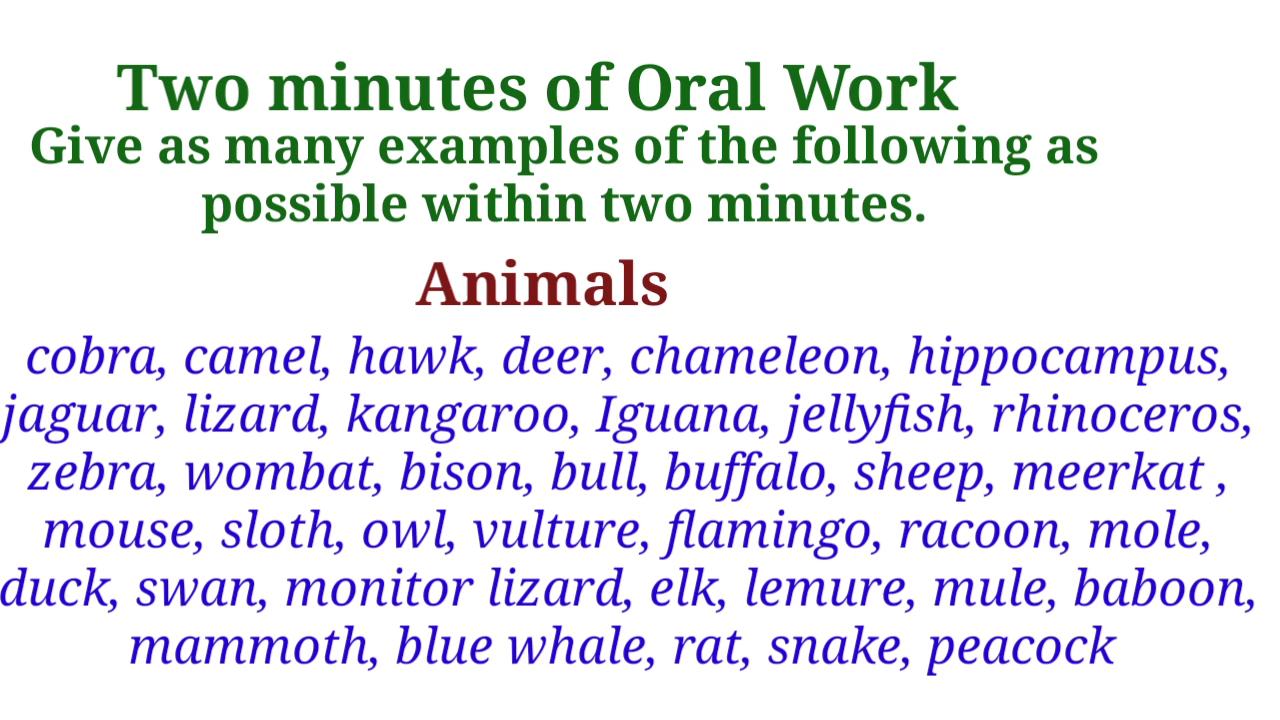 Two minutes of Oral Work
Give as many examples of the following as
possible within two minutes.
Animals
cobra, camel, hawk, deer, chameleon, hippocampus,
jaguar, lizard, kangaroo, Iguana, jellyfish, rhinoceros,
zebra, wombat, bison, bull, buffalo, sheep, meerkat ,
mouse, sloth, owl, vulture, flamingo, racoon, mole,
duck, swan, monitor lizard, elk, lemure, mule, baboon,
mammoth, blue whale, rat, snake, peacock